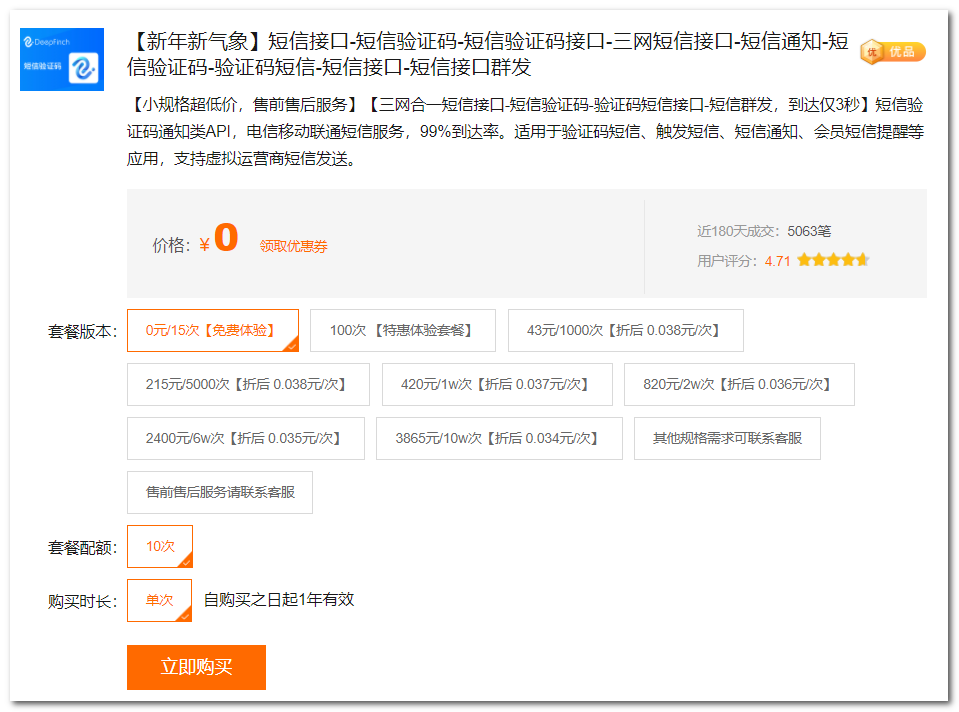 DeepFinch
短信验证码
【新年新气象】短信接口-短信验证码-短信验证码接口-三网短信接口-短信通知-短
信验证码-验证码短信-短信接口-短信接口群发
优 优品
【小规格超低价，售前售后服务】【三网合一短信接口-短信验证码-验证码短信接口-短信群发，到达仅3秒】短信验
证码通知类API，电信移动联通短信服务，99%到达率。适用于验证码短信、触发短信、短信通知、会员短信提醒等
应用，支持虚拟运营商短信发送。
价格： ¥ 0 领取优惠券
近180天成交： 5063笔
用户评分： 4.71
套餐版本： 0元/15次【免费体验】 100次 【特惠体验套餐】 43元/1000次【折后 0.038元/次】
215元/5000次【折后 0.038元/次】 420元/1w次【折后 0.037元/次】 820元/2w次【折后 0.036元/次】
2400元/6w次【折后 0.035元/次】 3865元/10w次【折后 0.034元/次】 其他规格需求可联系客服
售前售后服务请联系客服
套餐配额： 10次
购买时长： 单次 自购买之日起1年有效
立即购买